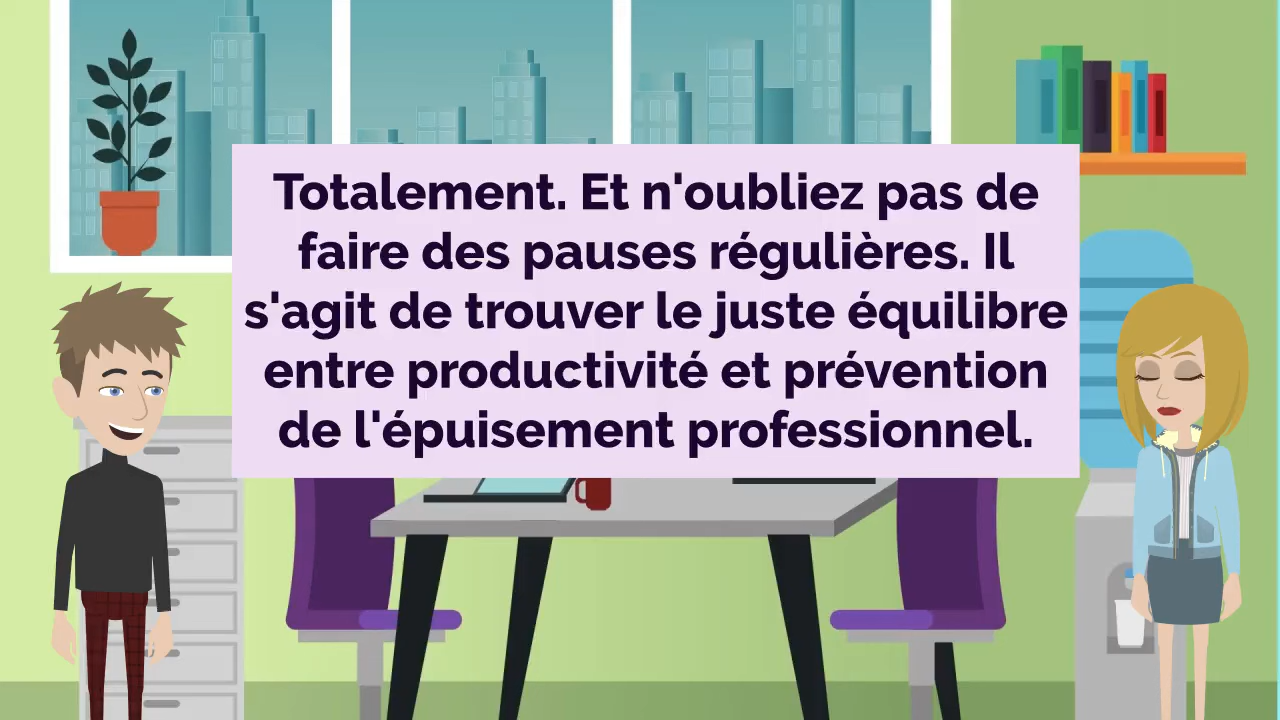 Totalement. Et n'oubliez pas de
faire des pauses régulières. Il
s'agit de trouver le juste équilibre
entre productivité et prévention
de l'épuisement professionnel.